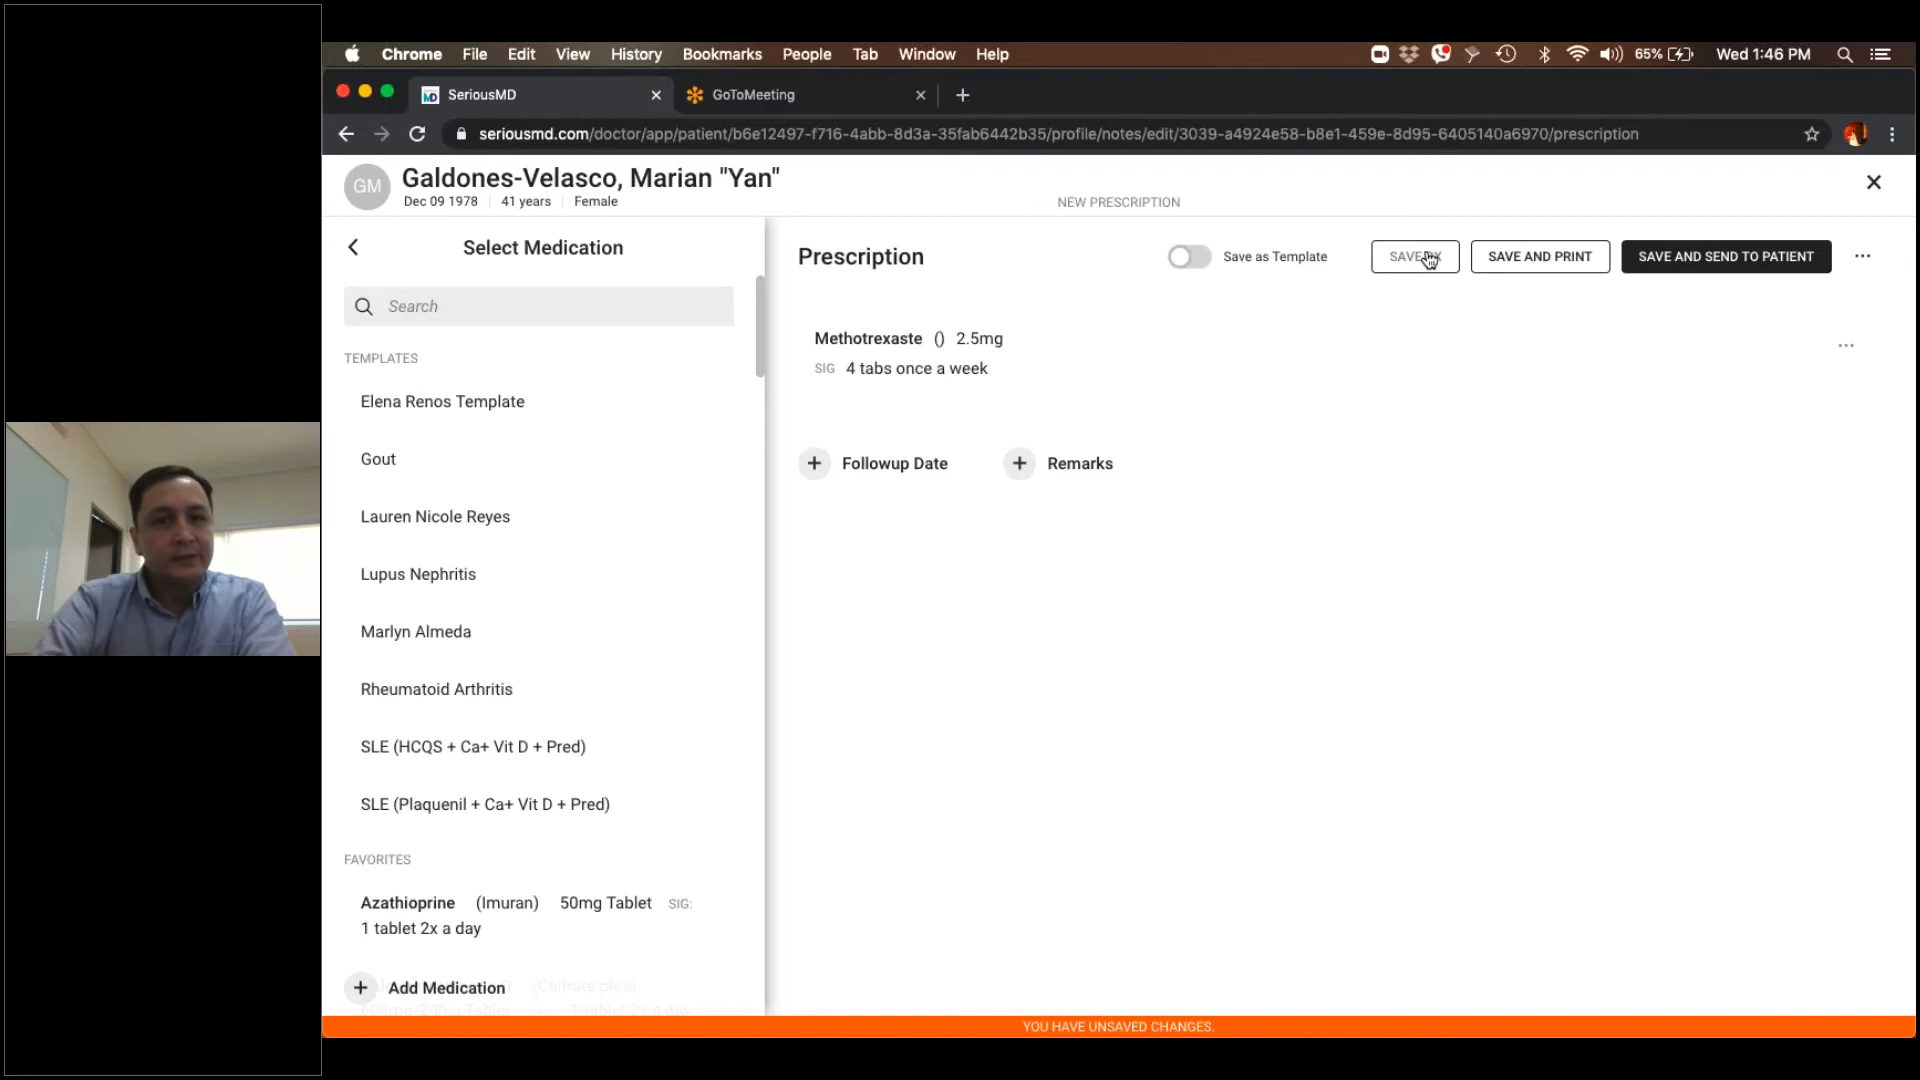 Chrome File Edit View History Bookmarks People Tab Window Help 65% Wed 1:46 PM
SeriousMD GoToMeeting
seriousmd.com/doctor/app/patient/b6e12497-f716-4abb-8d3a-35fab6442b35/profile/notes/edit/3039-a4924e58-b8e1-459e-8d95-6405140a6970/prescription
GM
Galdones-Velasco, Marian "Yan"
Dec 09 1978 41 years Female
NEW PRESCRIPTION
Select Medication
Search
TEMPLATES
Elena Renos Template
Gout
Lauren Nicole Reyes
Lupus Nephritis
Marlyn Almeda
Rheumatoid Arthritis
SLE (HCQS + Ca+ Vit D + Pred)
SLE (Plaquenil + Ca+ Vit D + Pred)
FAVORITES
Azathioprine (Imuran) 50mg Tablet SIG:
1 tablet 2x a day
(Caltrate plus)
Add Medication
Prescription
Save as Template
SAVE
SAVE AND PRINT
SAVE AND SEND TO PATIENT
Methotrexaste () 2.5mg
SIG 4 tabs once a week
Followup Date
Remarks
YOU HAVE UNSAVED CHANGES.